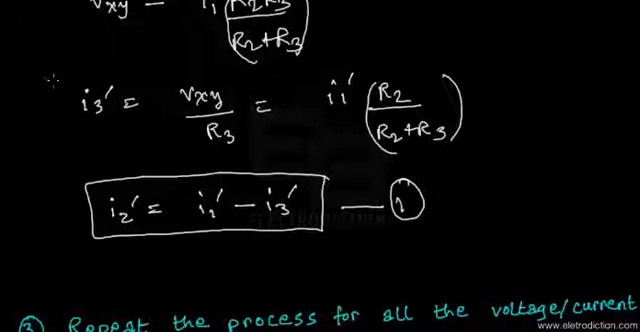 Vxy = i1' (R2R3 / R2+R3)
i3' = Vxy / R3 = i1' (R2 / R2+R3)
i2' = i1' - i3' — 1
3 Repeat the process for all the voltage/current
www.eletrodiction.com